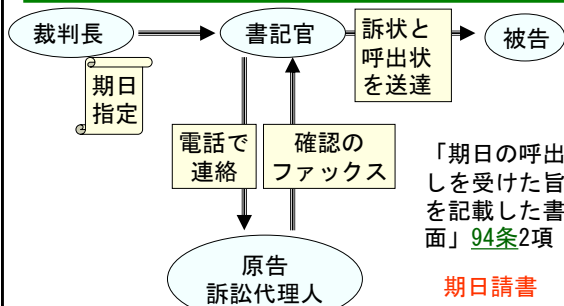 裁判長
書記官
訴状と
呼出状
を送達
被告
期日
指定
電話で
連絡
確認の
ファックス
「期日の呼出
しを受けた旨
を記載した書
面」94条2項
原告
訴訟代理人
期日請書